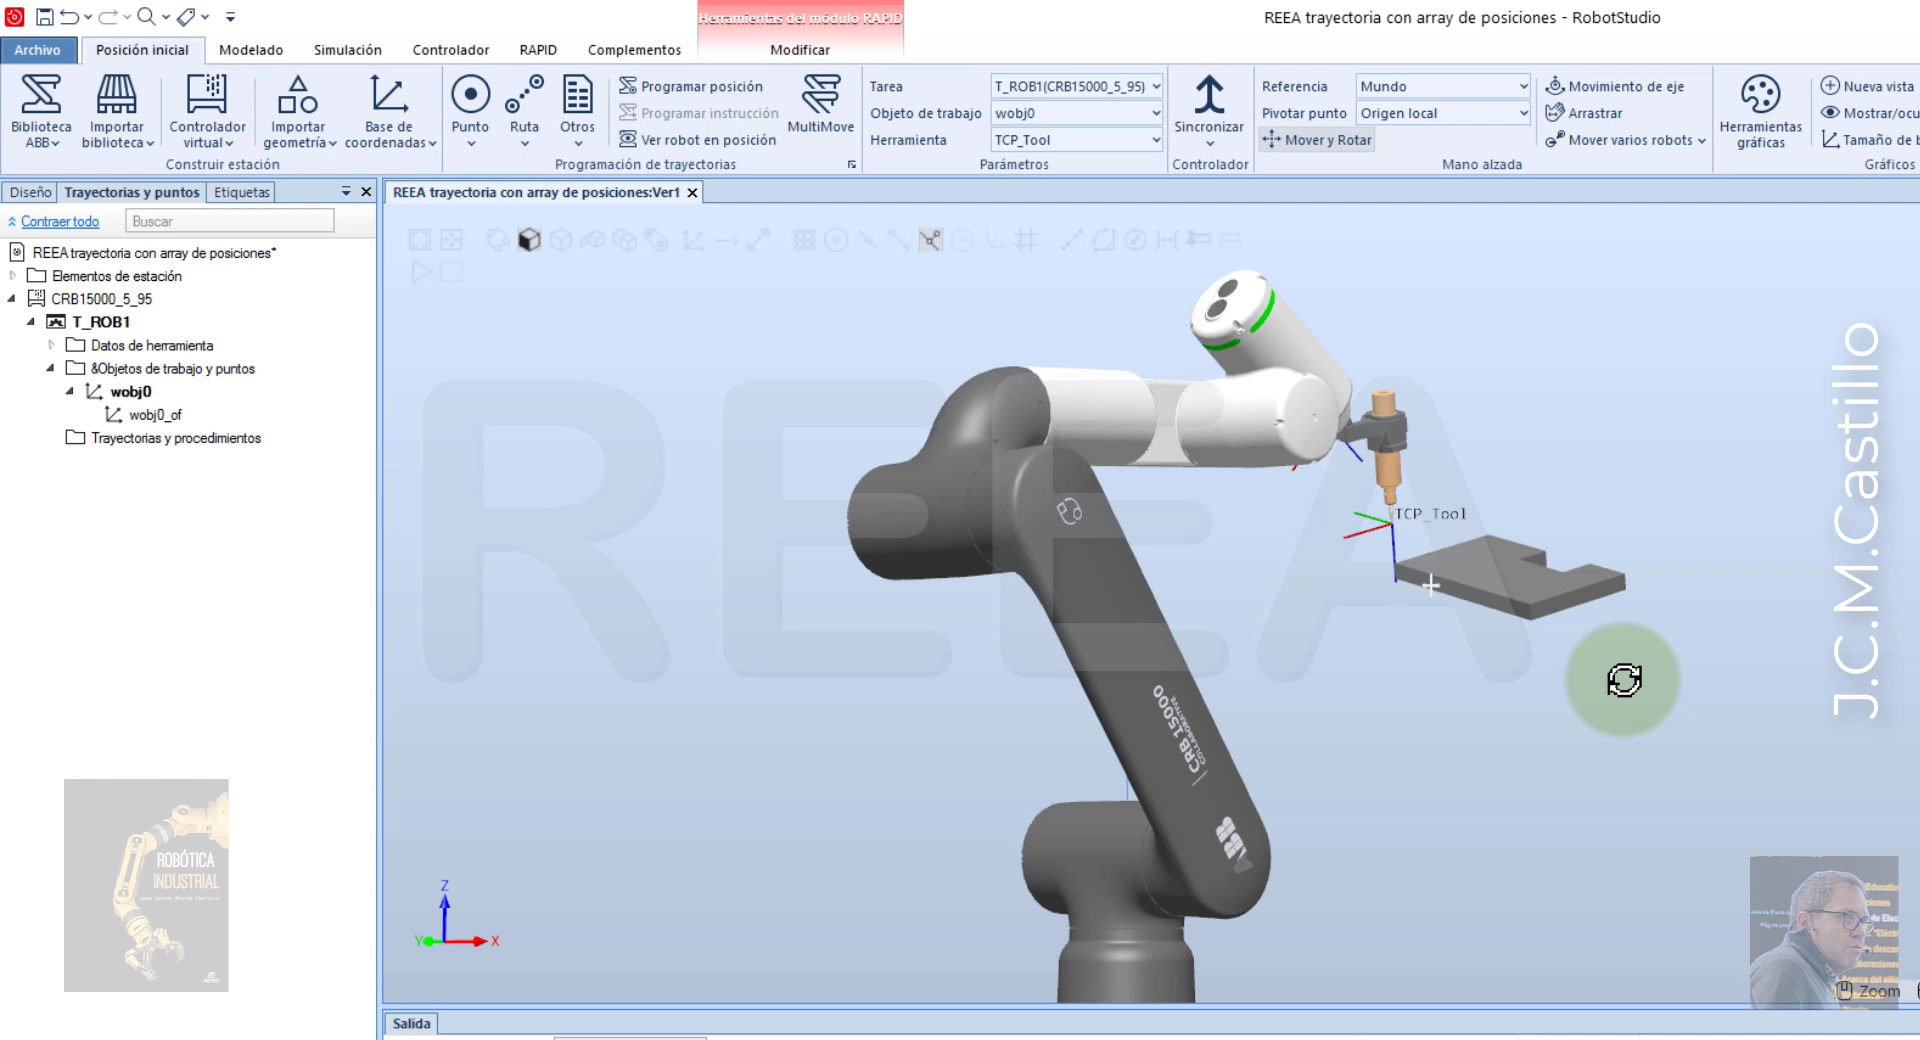 Herramientas del módulo RAPID
REEA trayectoria con array de posiciones - RobotStudio
Archivo
Posición inicial
Modelado
Simulación
Controlador
RAPID
Complementos
Modificar
Biblioteca
ABB
Importar
biblioteca
Controlador
virtual
Importar
geometría
Base de
coordenadas
Construir estación
Punto
Ruta
Otros
Programar posición
Programar instrucción
Ver robot en posición
MultiMove
Programación de trayectorias
Tarea
T_ROB1(CRB15000_5_95)
Objeto de trabajo
wobj0
Herramienta
TCP_Tool
Parámetros
Sincronizar
Controlador
Referencia
Mundo
Pivotar punto
Origen local
Mover y Rotar
Movimiento de eje
Arrastrar
Mover varios robots
Mano alzada
Herramientas
gráficas
Nueva vista
Mostrar/ocu
Tamaño de b
Gráficos
Diseño
Trayectorias y puntos
Etiquetas
Contraer todo
Buscar
REEA trayectoria con array de posiciones*
Elementos de estación
CRB15000_5_95
T_ROB1
Datos de herramienta
&Objetos de trabajo y puntos
wobj0
wobj0_of
Trayectorias y procedimientos
REEA trayectoria con array de posiciones:Ver1
REEA
TCP_Tool
CRB 15000
COLLABORATIVE
ABB
J.C.M.Castillo
Z
Y
X
ROBÓTICA
INDUSTRIAL
Zoom
Salida